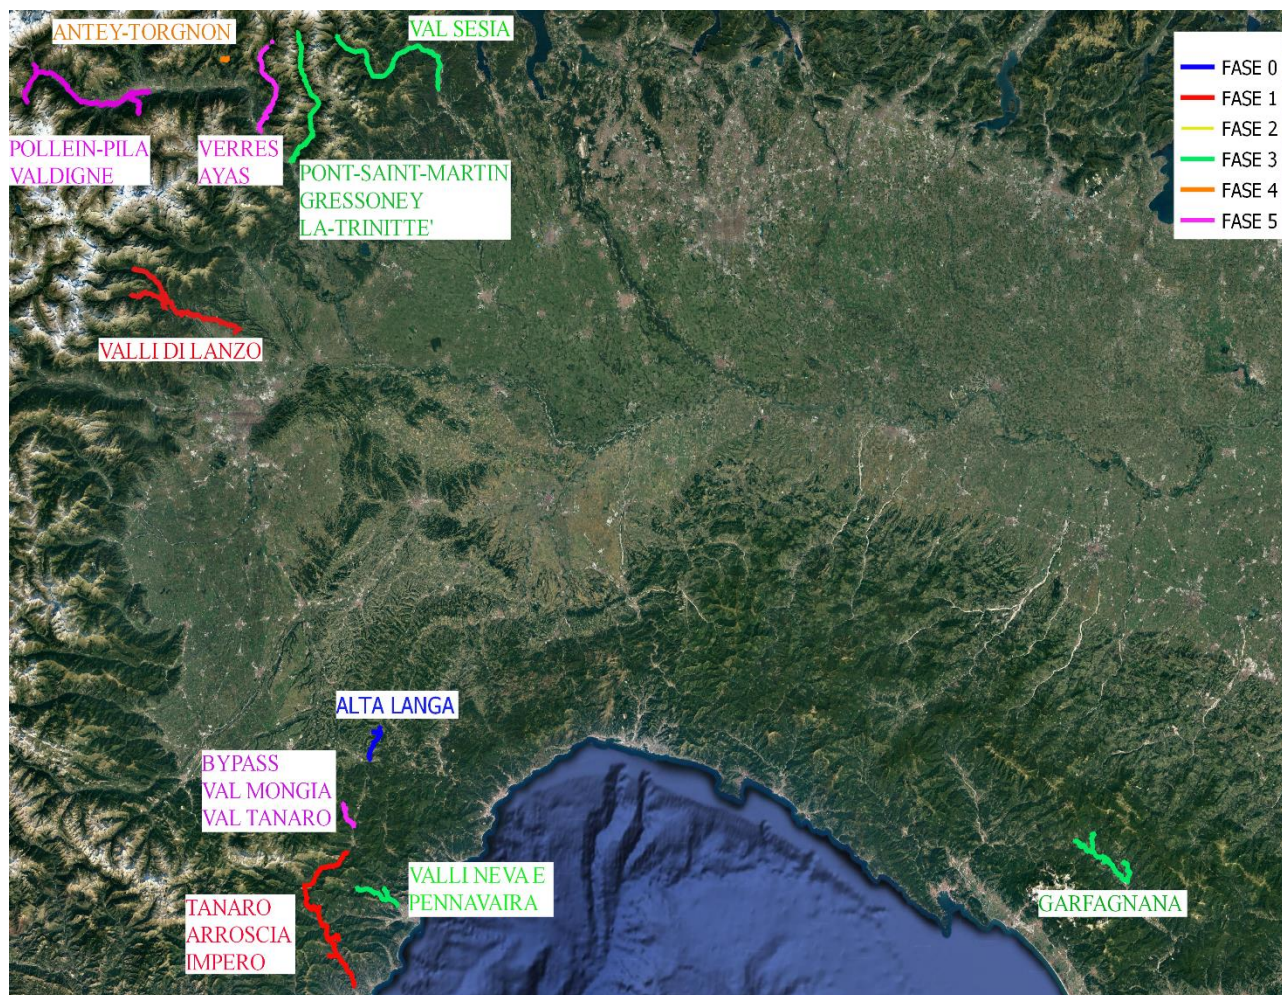 ANTEY-TORGNON
VAL SESIA
FASE 0
FASE 1
FASE 2
FASE 3
FASE 4
FASE 5
POLLEIN-PILA
VALDIGNE
VERRES
AYAS
PONT-SAINT-MARTIN
GRESSONEY
LA-TRINITTE'
VALLI DI LANZO
ALTA LANGA
BYPASS
VAL MONGIA
VAL TANARO
VALLI NEVA E
PENNAVAIRA
GARFAGNANA
TANARO
ARROSCIA
IMPERO